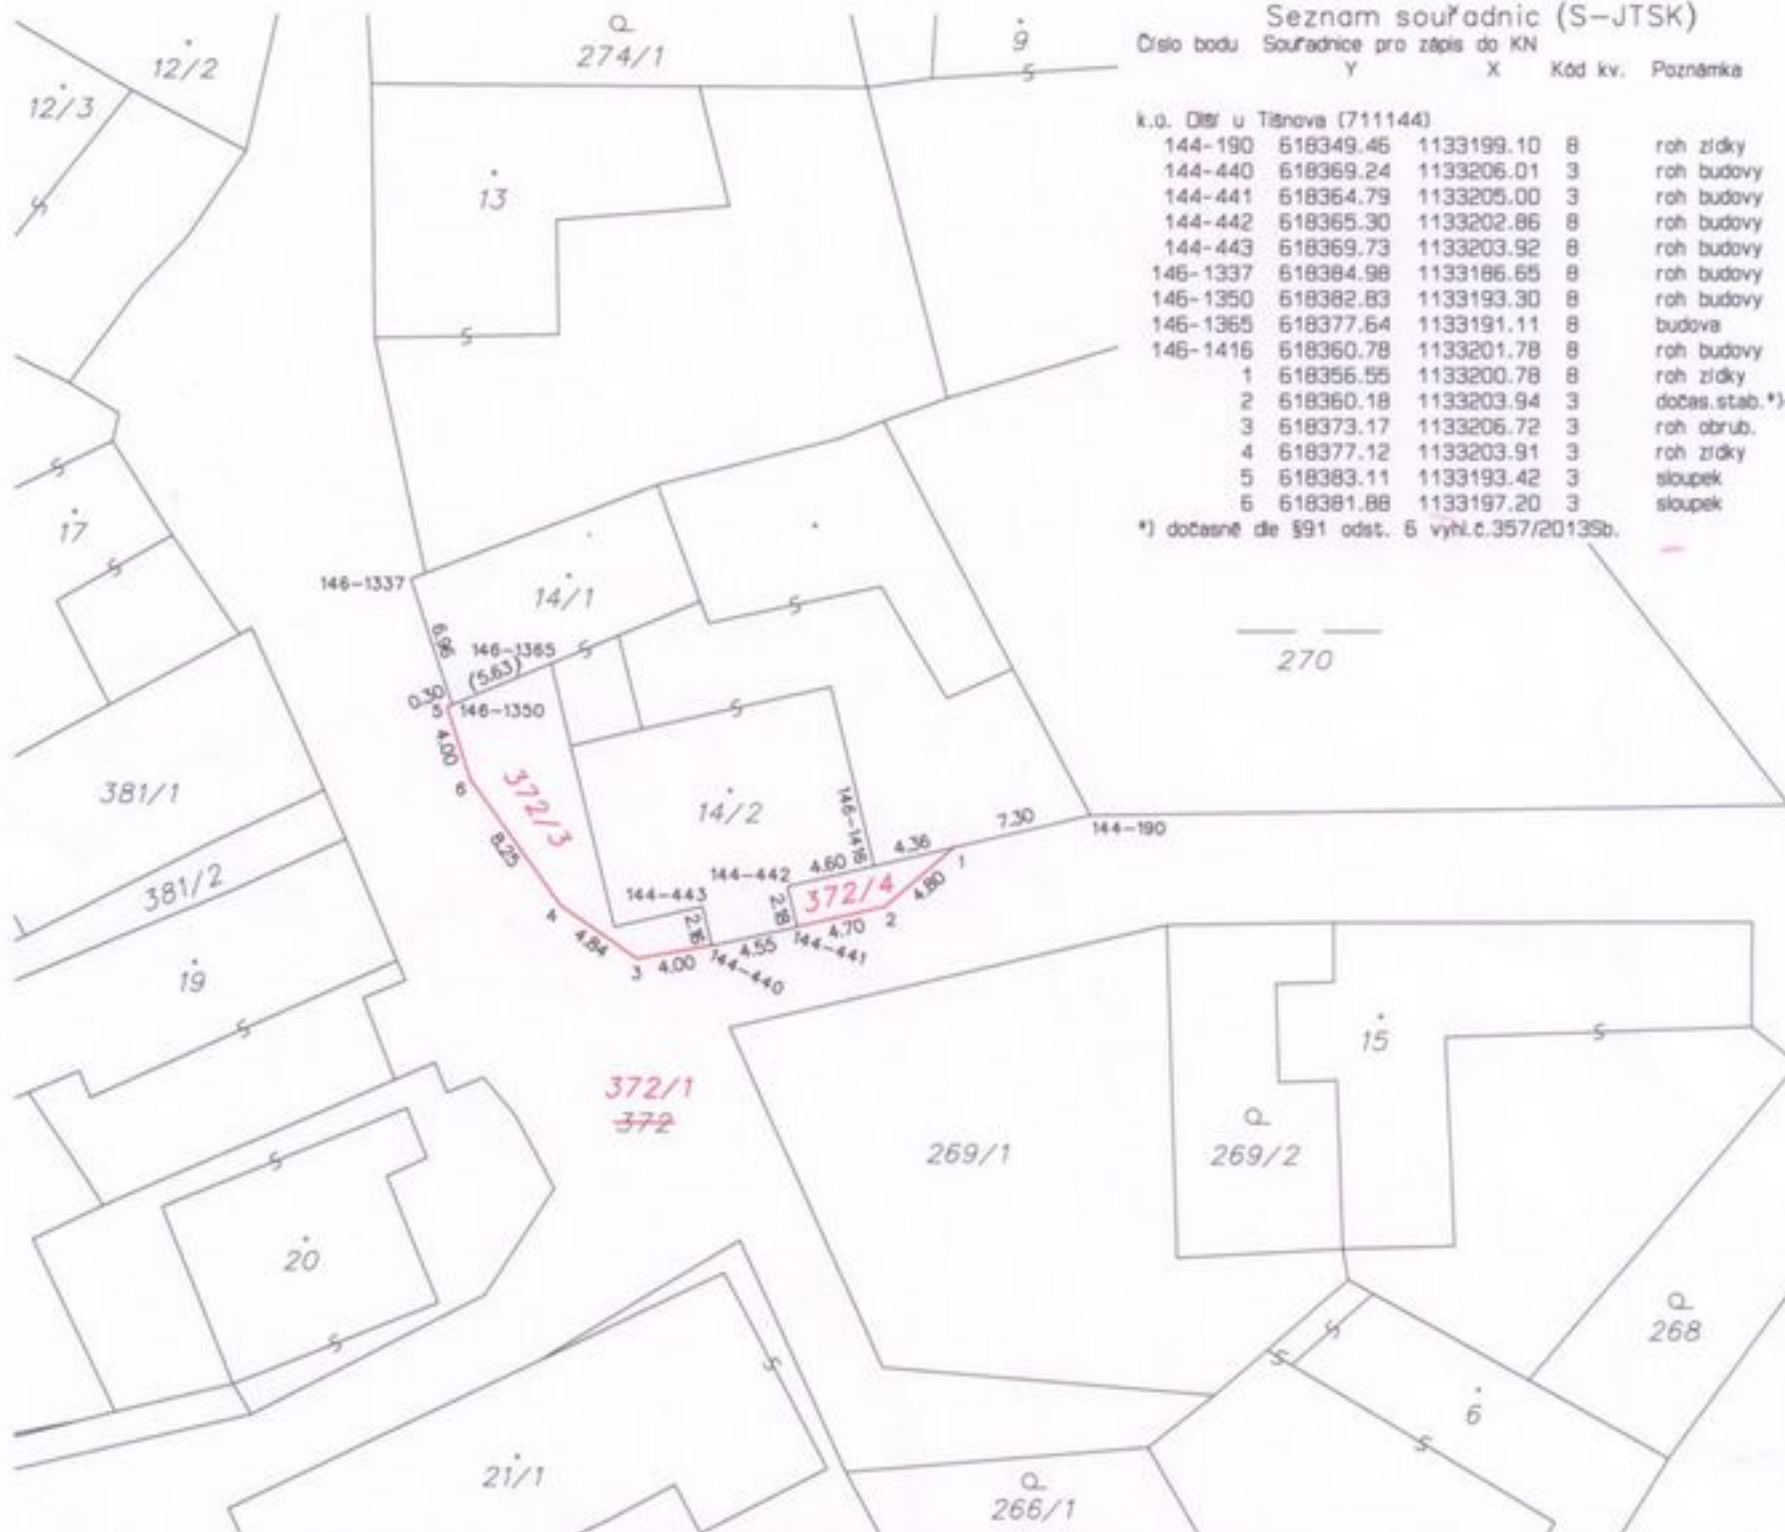 Seznam souřadnic (S-JTSK)
Číslo bodu Souřadnice pro zápis do KN
Y X Kód kv. Poznámka
k.ú. Olší u Tišnova (711144)
144-190 618349.46 1133199.10 8 roh zídky
144-440 618369.24 1133206.01 3 roh budovy
144-441 618364.79 1133205.00 3 roh budovy
144-442 618365.30 1133202.86 8 roh budovy
144-443 618369.73 1133203.92 8 roh budovy
146-1337 618384.98 1133186.65 8 roh budovy
146-1350 618382.83 1133193.30 8 roh budovy
146-1365 618377.64 1133191.11 8 budova
146-1416 618360.78 1133201.78 8 roh budovy
1 618356.55 1133200.78 8 roh zídky
2 618360.18 1133203.94 3 dočas.stab.*)
3 618373.17 1133206.72 3 roh obrub.
4 618377.12 1133203.91 3 roh zídky
5 618383.11 1133193.42 3 sloupek
6 618381.88 1133197.20 3 sloupek
*) dočasně dle §91 odst. 6 vyhl.č.357/2013Sb.
12/2
274/1
9
12/3
13
17
146-1337
14/1
6.96
146-1365
(5.63)
0.30
5
146-1350
270
4.00
6
372/3
381/1
14/2
146-1416
7.30
144-190
4.36
1
8.25
4.60
144-442
372/4
4.80
381/2
144-443
2.18
2
4
2.16
4.70
144-441
4.84
4.55
3
4.00
144-440
19
15
372/1
372
269/1
269/2
20
268
6
21/1
266/1